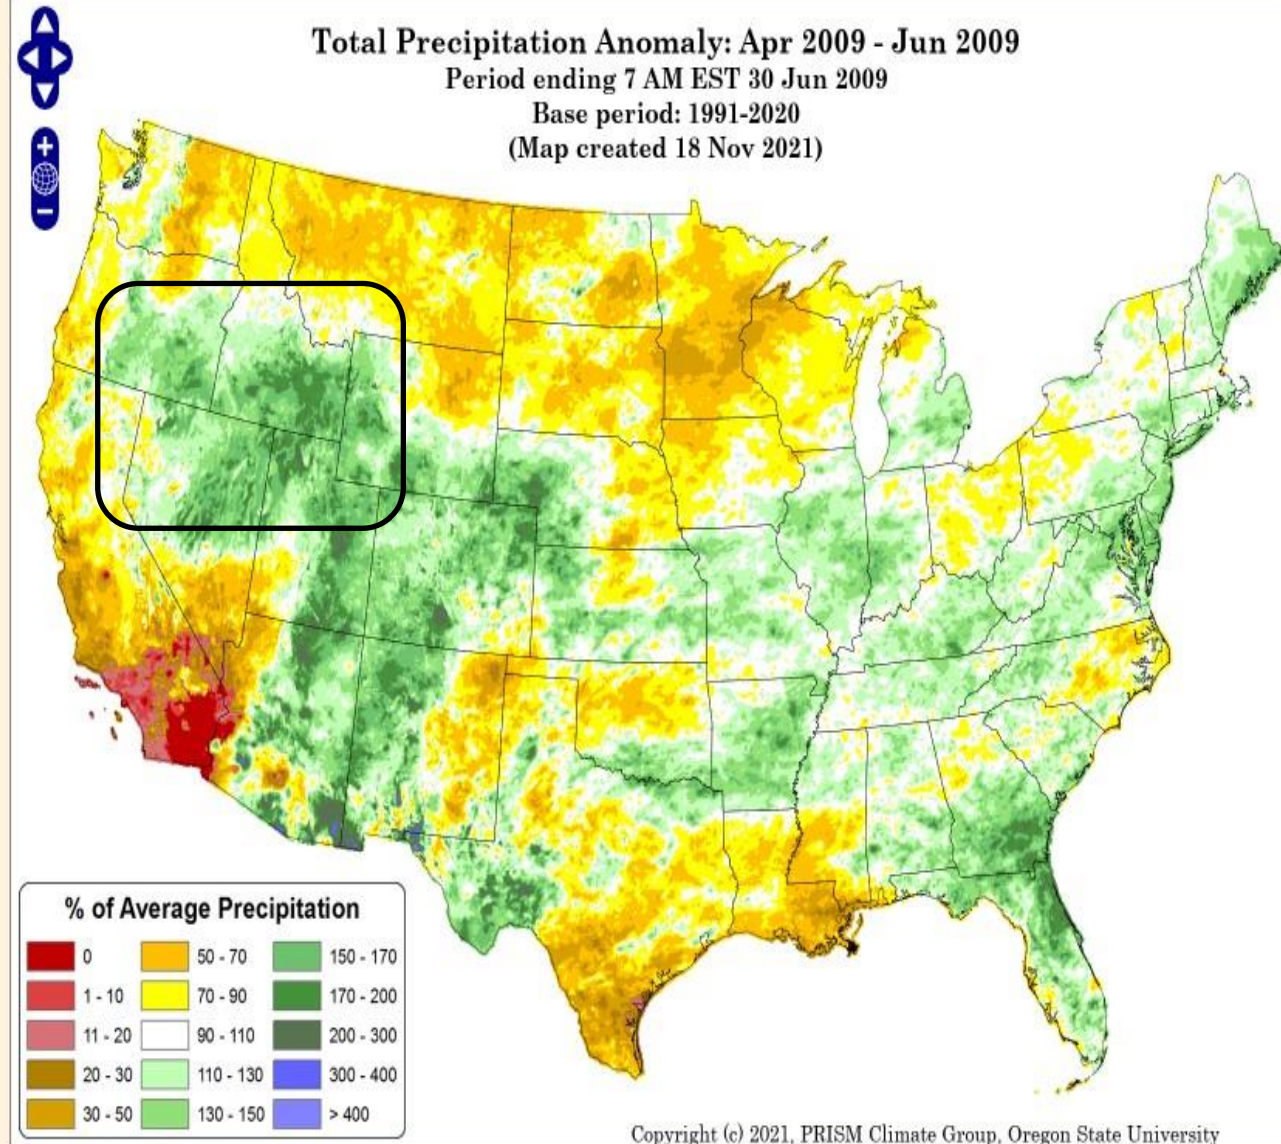 Total Precipitation Anomaly: Apr 2009 - Jun 2009
Period ending 7 AM EST 30 Jun 2009
Base period: 1991-2020
(Map created 18 Nov 2021)
% of Average Precipitation
0
1 - 10
11 - 20
20 - 30
30 - 50
50 - 70
70 - 90
90 - 110
110 - 130
130 - 150
150 - 170
170 - 200
200 - 300
300 - 400
> 400
Copyright (c) 2021, PRISM Climate Group, Oregon State University